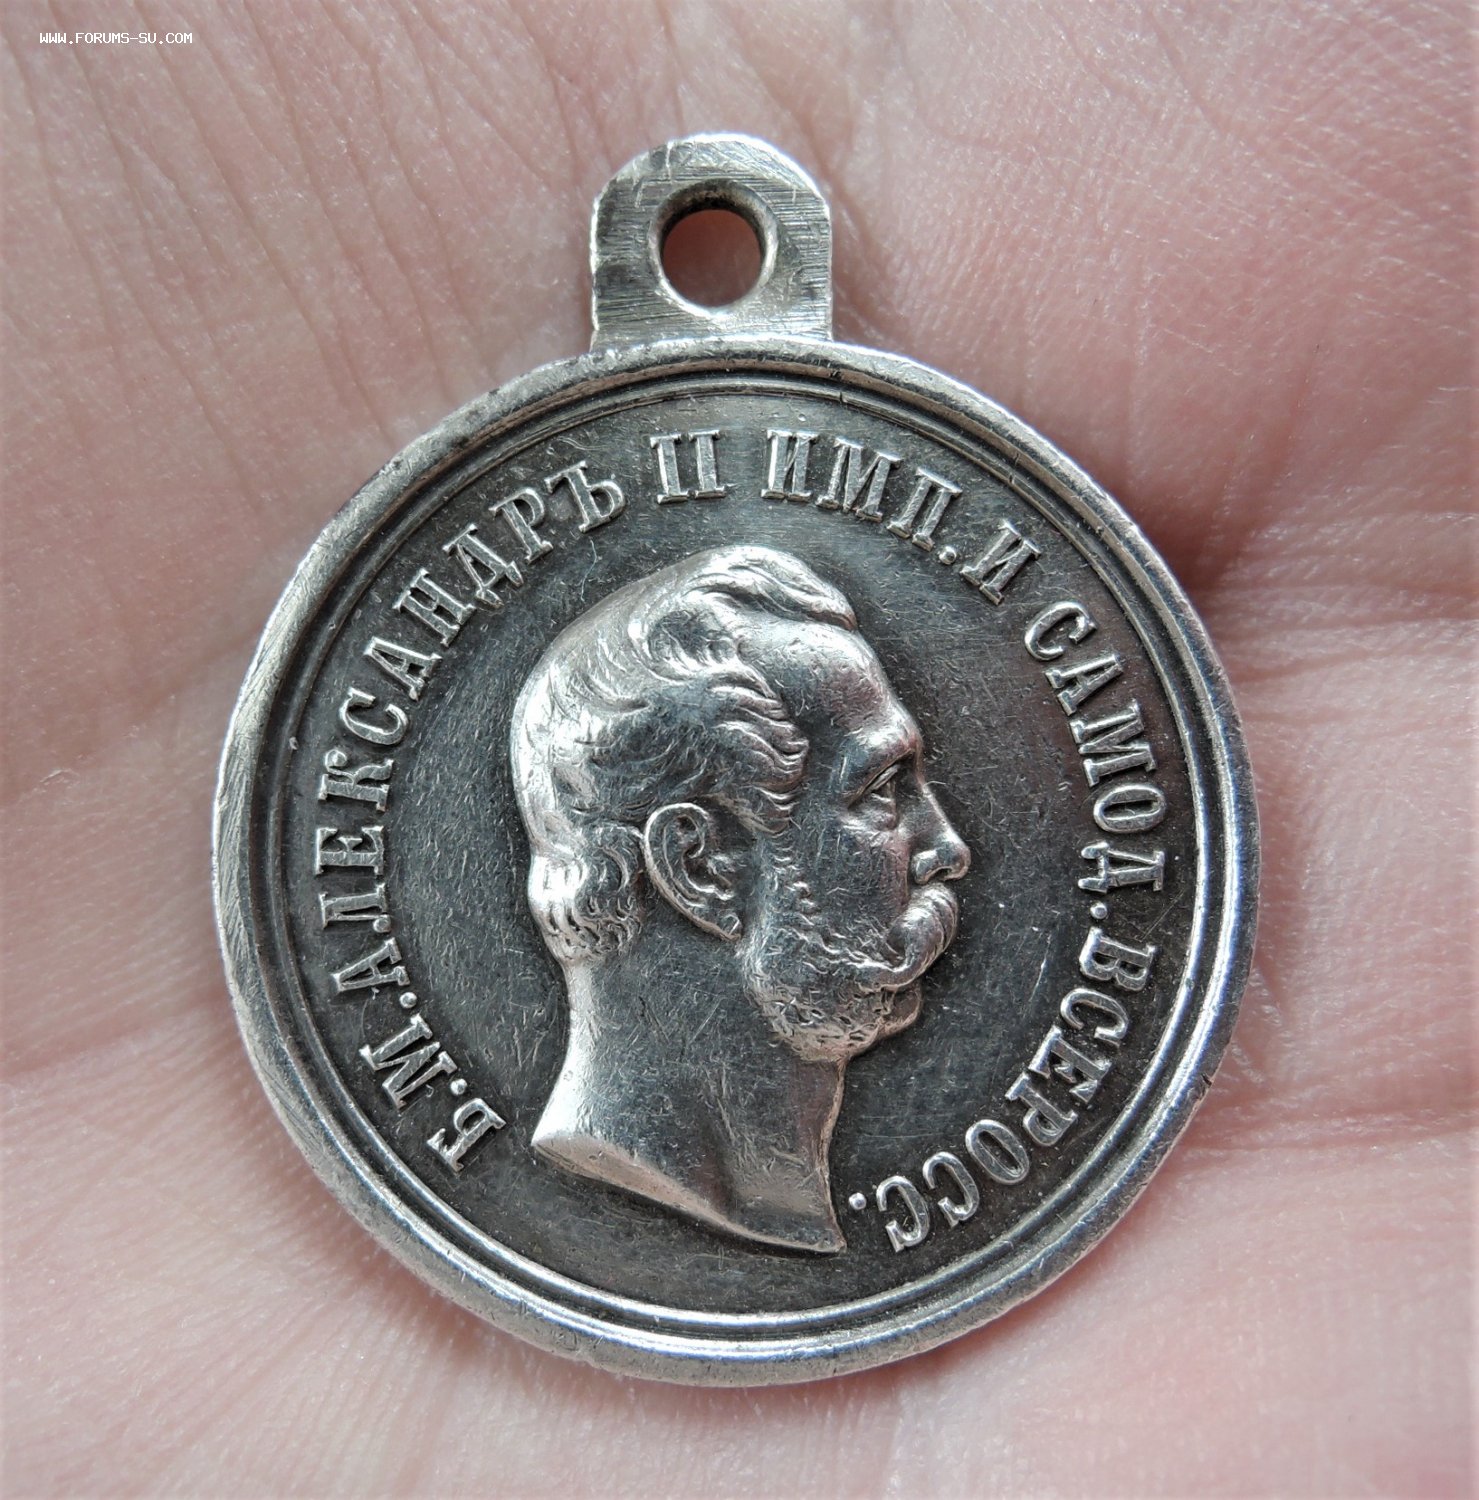 WWW.FORUMS-SU.COM
Б.М.АЛЕКСАНДРЪ II ИМП. И САМОД. ВСЕРОСС.